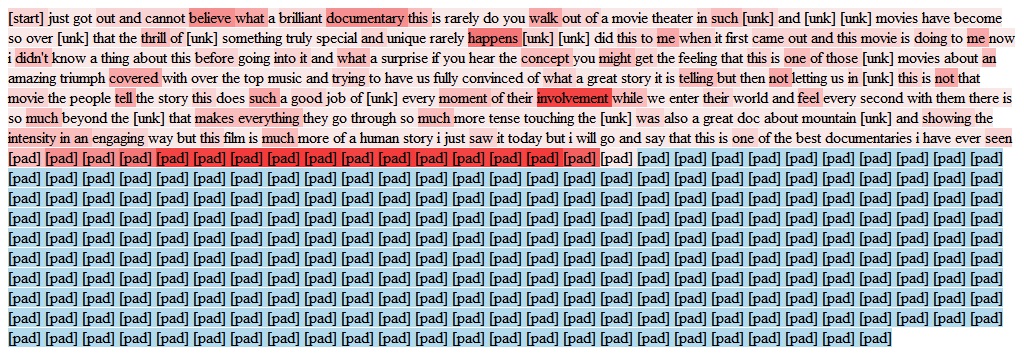 [start] just got out and cannot believe what a brilliant documentary this is rarely do you walk out of a movie theater in such [unk] and [unk] [unk] movies have become
so over [unk] that the thrill of [unk] something truly special and unique rarely happens [unk] [unk] did this to me when it first came out and this movie is doing to me now
i didn't know a thing about this before going into it and what a surprise if you hear the concept you might get the feeling that this is one of those [unk] movies about an
amazing triumph covered with over the top music and trying to have us fully convinced of what a great story it is telling but then not letting us in [unk] this is not that
movie the people tell the story this does such a good job of [unk] every moment of their involvement while we enter their world and feel every second with them there is
so much beyond the [unk] that makes everything they go through so much more tense touching the [unk] was also a great doc about mountain [unk] and showing the
intensity in an engaging way but this film is much more of a human story i just saw it today but i will go and say that this is one of the best documentaries i have ever seen
[pad] [pad] [pad] [pad] [pad] [pad] [pad] [pad] [pad] [pad] [pad] [pad] [pad] [pad] [pad] [pad] [pad] [pad] [pad] [pad] [pad] [pad] [pad] [pad] [pad] [pad] [pad]
[pad] [pad] [pad] [pad] [pad] [pad] [pad] [pad] [pad] [pad] [pad] [pad] [pad] [pad] [pad] [pad] [pad] [pad] [pad] [pad] [pad] [pad] [pad] [pad] [pad] [pad] [pad]
[pad] [pad] [pad] [pad] [pad] [pad] [pad] [pad] [pad] [pad] [pad] [pad] [pad] [pad] [pad] [pad] [pad] [pad] [pad] [pad] [pad] [pad] [pad] [pad] [pad] [pad] [pad]
[pad] [pad] [pad] [pad] [pad] [pad] [pad] [pad] [pad] [pad] [pad] [pad] [pad] [pad] [pad] [pad] [pad] [pad] [pad] [pad] [pad] [pad] [pad] [pad] [pad] [pad] [pad]
[pad] [pad] [pad] [pad] [pad] [pad] [pad] [pad] [pad] [pad] [pad] [pad] [pad] [pad] [pad] [pad] [pad] [pad] [pad] [pad] [pad] [pad] [pad] [pad] [pad] [pad] [pad]
[pad] [pad] [pad] [pad] [pad] [pad] [pad] [pad] [pad] [pad] [pad] [pad] [pad] [pad] [pad] [pad] [pad] [pad] [pad] [pad] [pad] [pad] [pad] [pad] [pad] [pad] [pad]
[pad] [pad] [pad] [pad] [pad] [pad] [pad] [pad] [pad] [pad] [pad] [pad] [pad] [pad] [pad] [pad] [pad] [pad] [pad] [pad] [pad] [pad] [pad] [pad] [pad] [pad] [pad]
[pad] [pad] [pad] [pad] [pad] [pad] [pad] [pad] [pad] [pad] [pad] [pad] [pad] [pad] [pad] [pad] [pad] [pad] [pad] [pad] [pad] [pad] [pad] [pad] [pad] [pad] [pad]
[pad] [pad] [pad] [pad] [pad] [pad] [pad] [pad] [pad] [pad] [pad] [pad] [pad] [pad] [pad] [pad] [pad] [pad] [pad] [pad] [pad] [pad] [pad] [pad] [pad] [pad] [pad]
[pad] [pad] [pad] [pad] [pad] [pad] [pad] [pad] [pad] [pad] [pad] [pad] [pad] [pad] [pad] [pad] [pad] [pad] [pad] [pad] [pad] [pad] [pad] [pad]